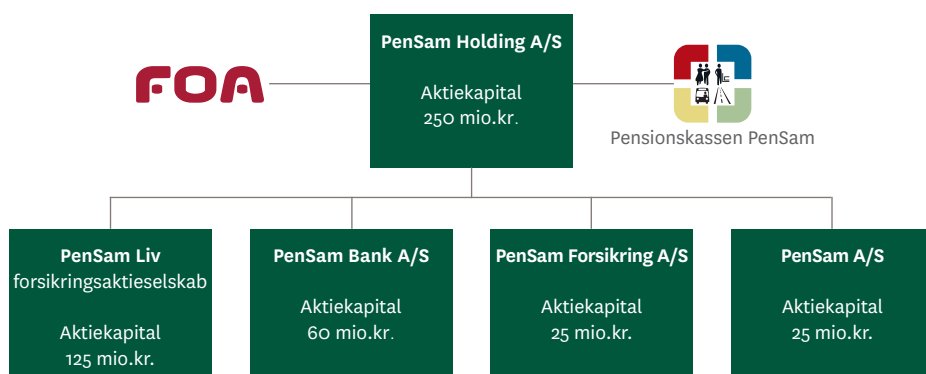 PenSam Holding A/S
Aktiekapital
250 mio.kr.
FOA
Pensionskassen PenSam
PenSam Liv
forsikringsaktieselskab
Aktiekapital
125 mio.kr.
PenSam Bank A/S
Aktiekapital
60 mio.kr.
PenSam Forsikring A/S
Aktiekapital
25 mio.kr.
PenSam A/S
Aktiekapital
25 mio.kr.